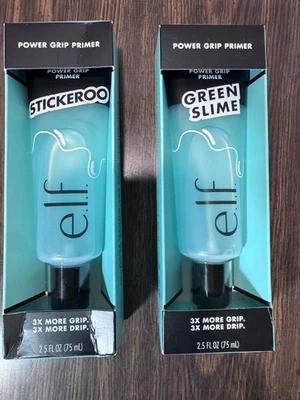 POWER GRIP PRIMER
POWER GRIP
PRIMER
STICKEROO
e.l.f.
3X MORE GRIP.
3X MORE DRIP.
2.5 FL OZ (75 mL)
POWER GRIP PRIMER
POWER GRIP
PRIMER
GREEN
SLIME
e.l.f.
3X MORE GRIP.
3X MORE DRIP.
2.5 FL OZ (75 mL)